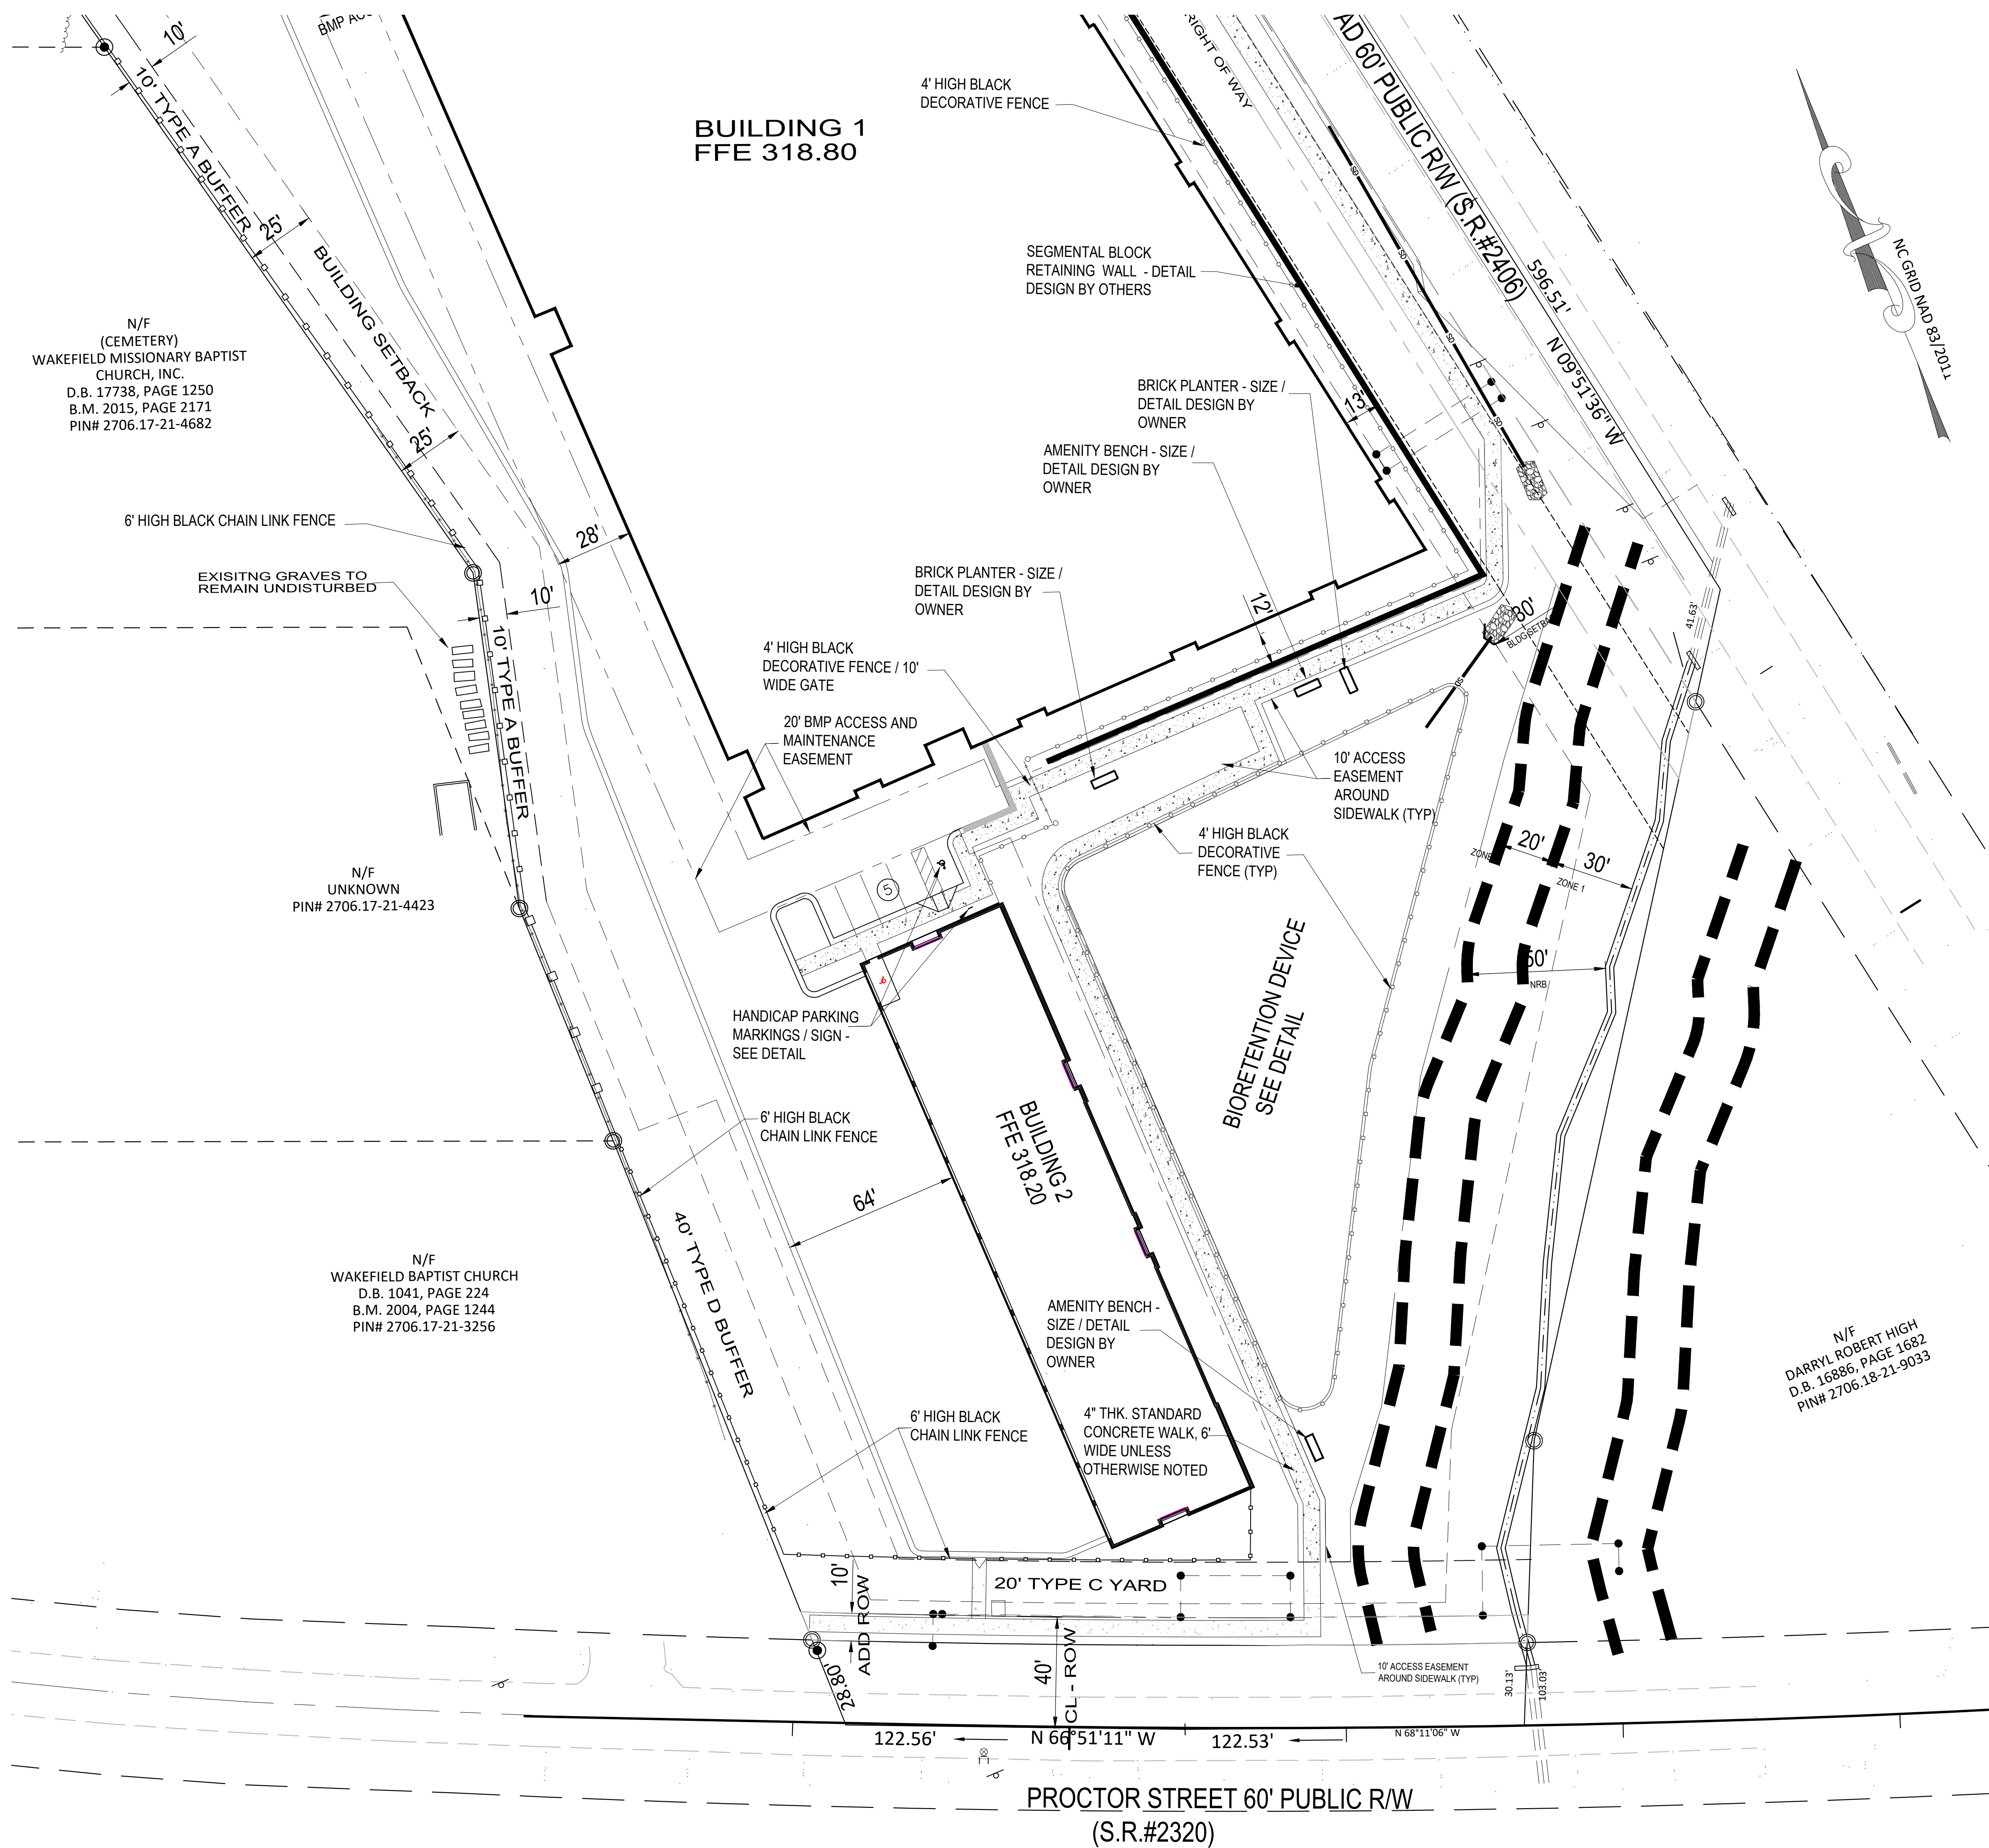 10'
10' TYPE A BUFFER
25'
BUILDING SETBACK
25'
BUILDING 1
FFE 318.80
4' HIGH BLACK
DECORATIVE FENCE
RIGHT OF WAY
AD 60' PUBLIC R/W (S.R.#2406)
596.51'
N 09°51'36" W
NC GRID NAD 83/2011
SEGMENTAL BLOCK
RETAINING WALL - DETAIL
DESIGN BY OTHERS
N/F
(CEMETERY)
WAKEFIELD MISSIONARY BAPTIST
CHURCH, INC.
D.B. 17738, PAGE 1250
B.M. 2015, PAGE 2171
PIN# 2706.17-21-4682
BRICK PLANTER - SIZE /
DETAIL DESIGN BY
OWNER
13'
AMENITY BENCH - SIZE /
DETAIL DESIGN BY
OWNER
SD
SD
SD
SD
6' HIGH BLACK CHAIN LINK FENCE
28'
EXISITNG GRAVES TO
REMAIN UNDISTURBED
10'
10' TYPE A BUFFER
BRICK PLANTER - SIZE /
DETAIL DESIGN BY
OWNER
12'
30'
41.63'
4' HIGH BLACK
DECORATIVE FENCE / 10'
WIDE GATE
20' BMP ACCESS AND
MAINTENANCE
EASEMENT
10' ACCESS
EASEMENT
AROUND
SIDEWALK (TYP)
4' HIGH BLACK
DECORATIVE
FENCE (TYP)
20'
30'
ZONE 1
50'
NRB
5
N/F
UNKNOWN
PIN# 2706.17-21-4423
HANDICAP PARKING
MARKINGS / SIGN -
SEE DETAIL
BIORETENTION DEVICE
SEE DETAIL
6' HIGH BLACK
CHAIN LINK FENCE
BUILDING 2
FFE 318.20
64'
40' TYPE D BUFFER
N/F
WAKEFIELD BAPTIST CHURCH
D.B. 1041, PAGE 224
B.M. 2004, PAGE 1244
PIN# 2706.17-21-3256
AMENITY BENCH -
SIZE / DETAIL
DESIGN BY
OWNER
N/F
DARRYL ROBERT HIGH
D.B. 16886, PAGE 1682
PIN# 2706.18-21-9033
6' HIGH BLACK
CHAIN LINK FENCE
4" THK. STANDARD
CONCRETE WALK, 6'
WIDE UNLESS
OTHERWISE NOTED
10'
ADD ROW
20' TYPE C YARD
28.80'
40'
CL - ROW
10' ACCESS EASEMENT
AROUND SIDEWALK (TYP)
30.13'
103.03'
122.56'
N 66°51'11" W
122.53'
N 68°11'06" W
PROCTOR STREET 60' PUBLIC R/W
(S.R.#2320)